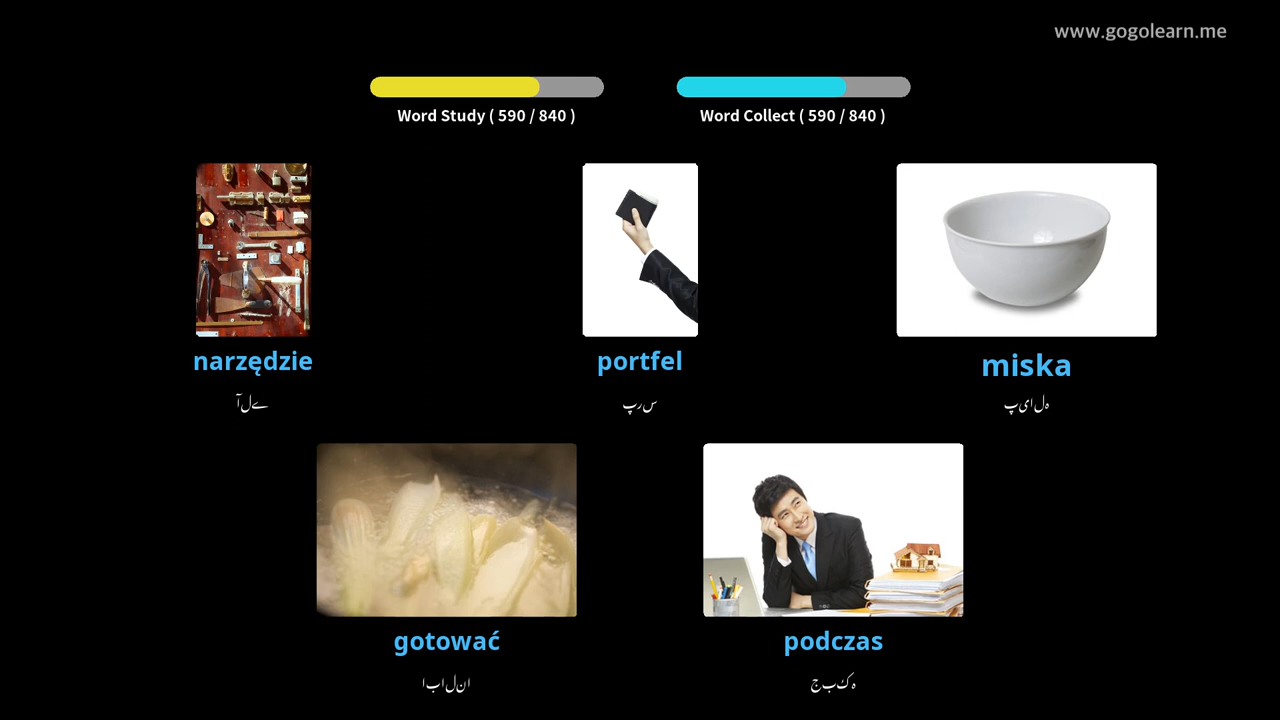 www.gogolearn.me
Word Study ( 590 / 840 )
Word Collect ( 590 / 840 )
narzędzie
portfel
miska
آلے
پرس
پیالہ
gotować
podczas
ابالنا
جبکہ